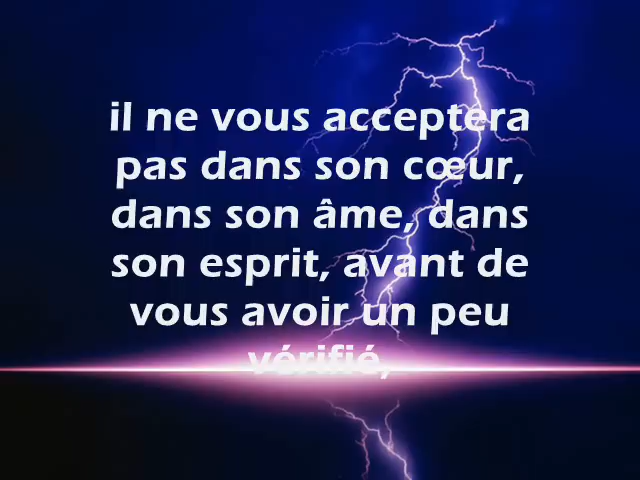 il ne vous acceptera
pas dans son cœur,
dans son âme, dans
son esprit, avant de
vous avoir un peu
vérifié,